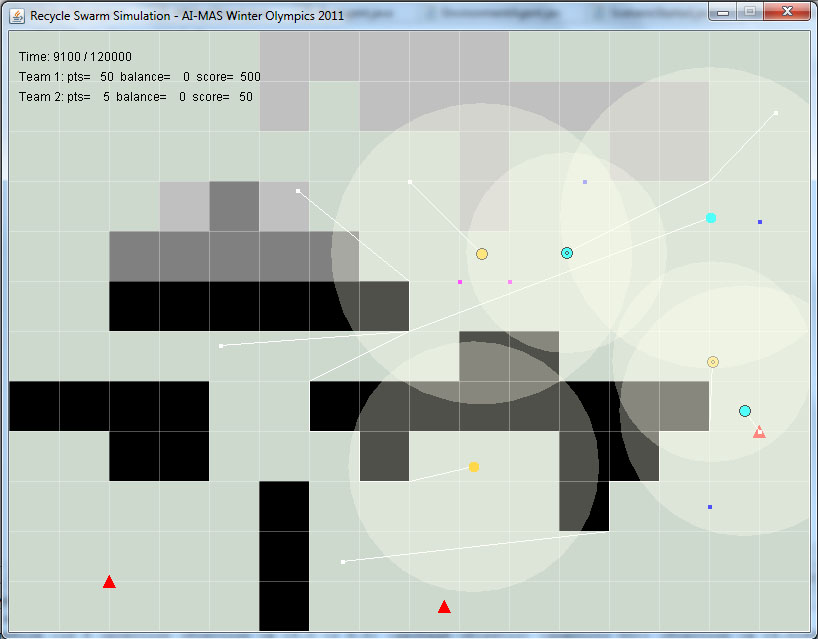 Recycle Swarm Simulation - AI-MAS Winter Olympics 2011
Time: 9100 / 120000
Team 1: pts= 50 balance= 0 score= 500
Team 2: pts= 5 balance= 0 score= 50